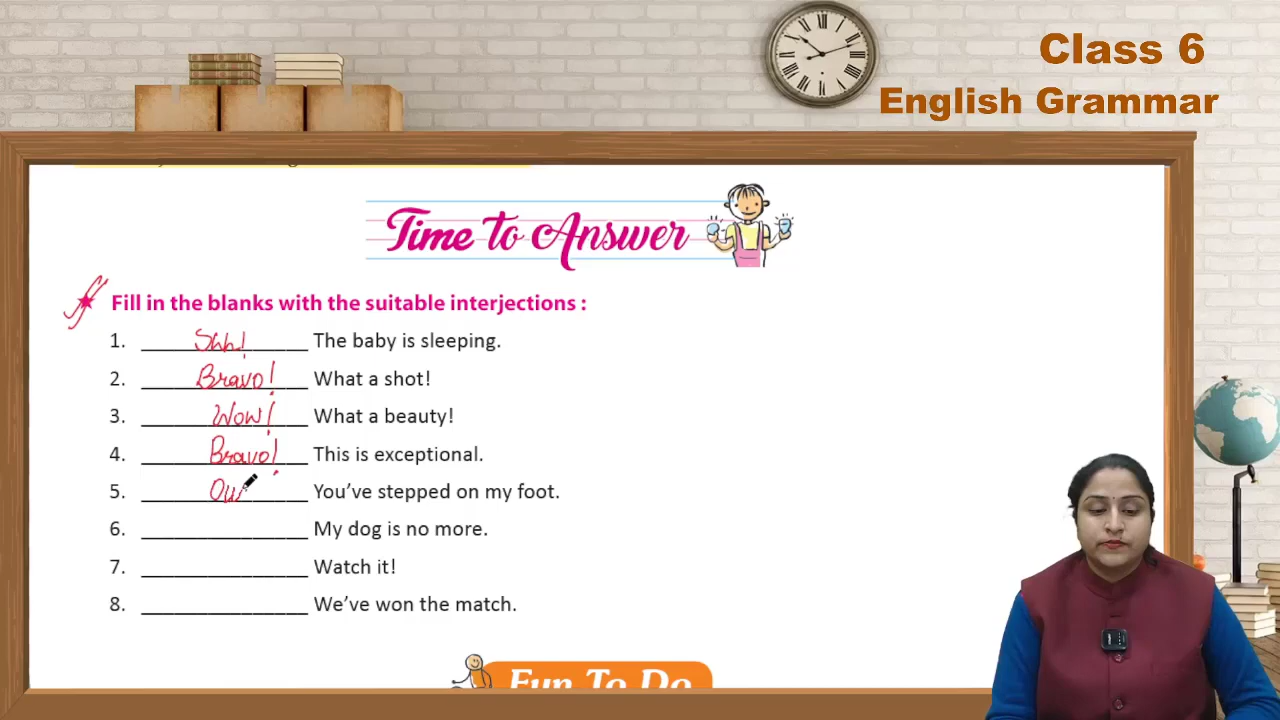 Class 6
English Grammar
Time to Answer
Fill in the blanks with the suitable interjections :
1. Shh! The baby is sleeping.
2. Bravo! What a shot!
3. Wow! What a beauty!
4. Bravo! This is exceptional.
5. Ou You've stepped on my foot.
6. ______________ My dog is no more.
7. ______________ Watch it!
8. ______________ We've won the match.
Fun To Do